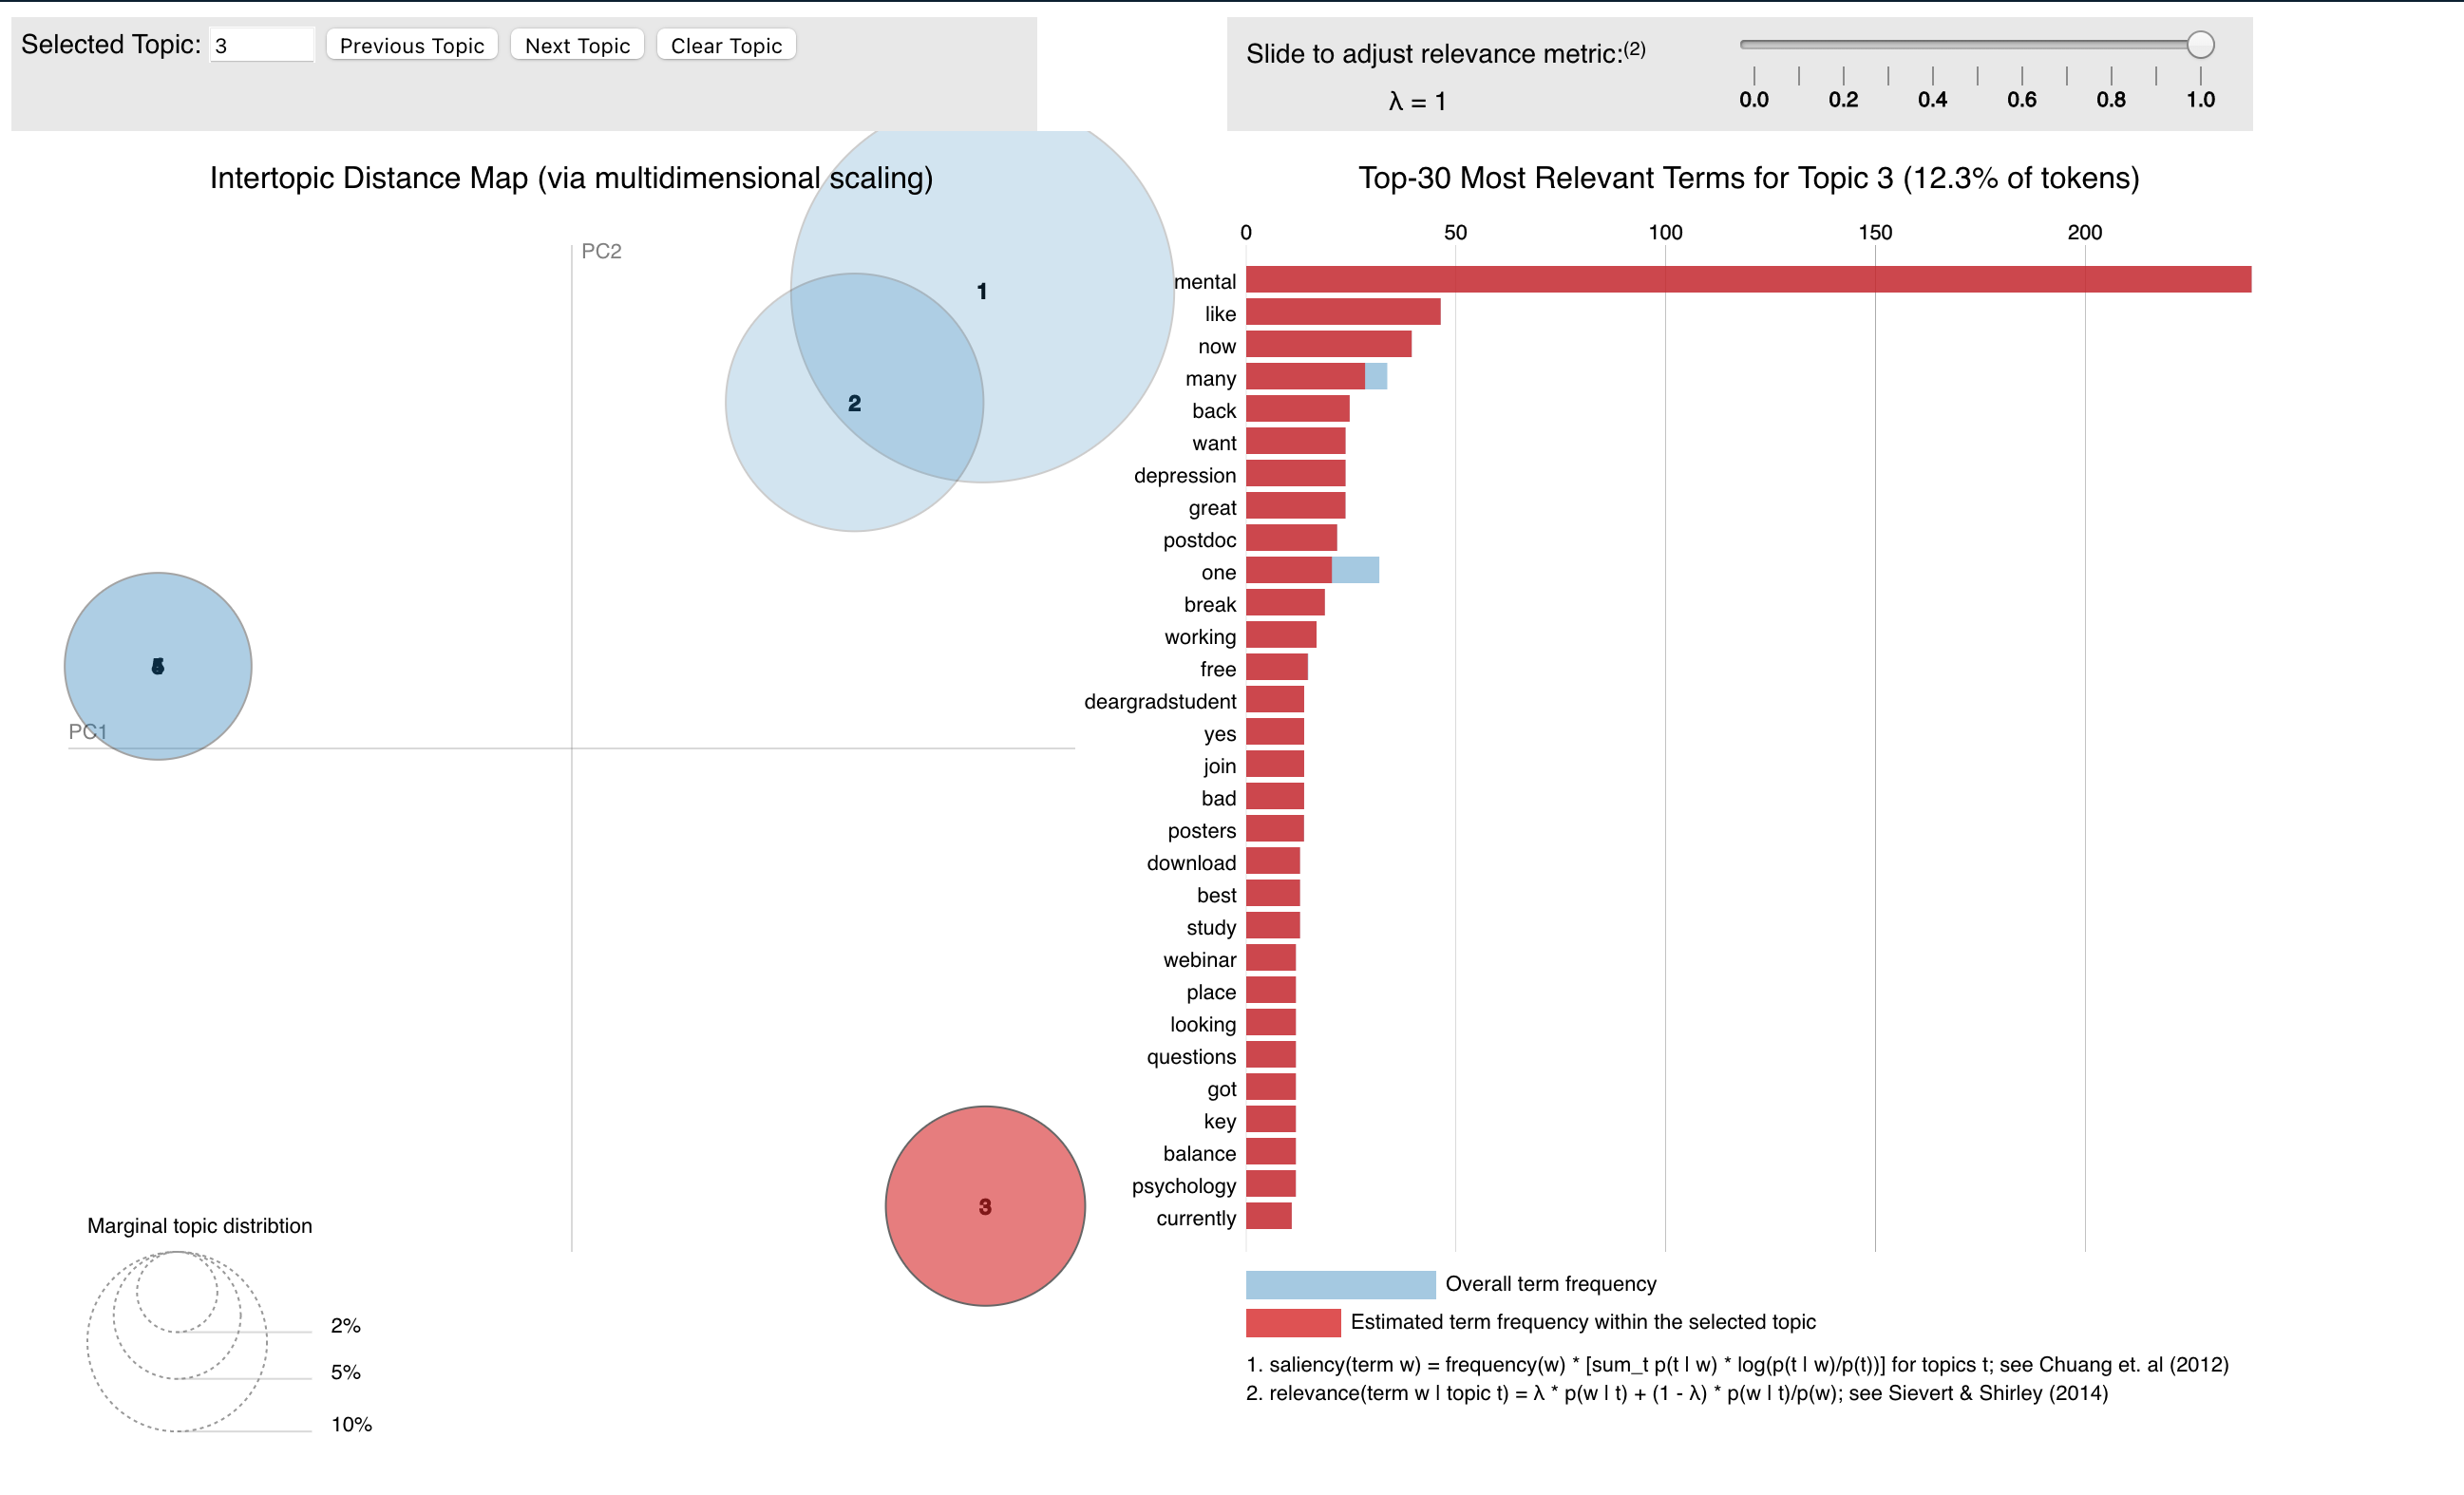 Selected Topic: 3 Previous Topic Next Topic Clear Topic
Slide to adjust relevance metric:(2)
λ = 1
0.0 0.2 0.4 0.6 0.8 1.0
Intertopic Distance Map (via multidimensional scaling)
PC2
1
2
PC1
3
Marginal topic distribtion
2%
5%
10%
Top-30 Most Relevant Terms for Topic 3 (12.3% of tokens)
0 50 100 150 200
mental
like
now
many
back
want
depression
great
postdoc
one
break
working
free
deargradstudent
yes
join
bad
posters
download
best
study
webinar
place
looking
questions
got
key
balance
psychology
currently
Overall term frequency
Estimated term frequency within the selected topic
1. saliency(term w) = frequency(w) * [sum_t p(t | w) * log(p(t | w)/p(t))] for topics t; see Chuang et. al (2012)
2. relevance(term w | topic t) = λ * p(w | t) + (1 - λ) * p(w | t)/p(w); see Sievert & Shirley (2014)